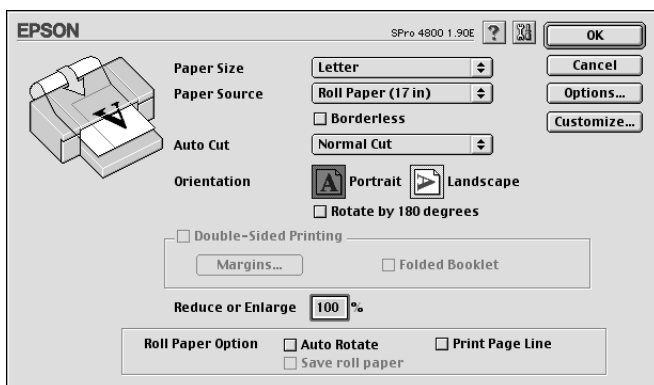 EPSON
SPro 4800 1.90E ?
OK
Paper Size Letter
Cancel
Paper Source Roll Paper (17 in)
Options...
Borderless
Customize...
Auto Cut Normal Cut
Orientation A Portrait A Landscape
Rotate by 180 degrees
Double-Sided Printing
Margins... Folded Booklet
Reduce or Enlarge 100 %
Roll Paper Option Auto Rotate Print Page Line
Save roll paper
A